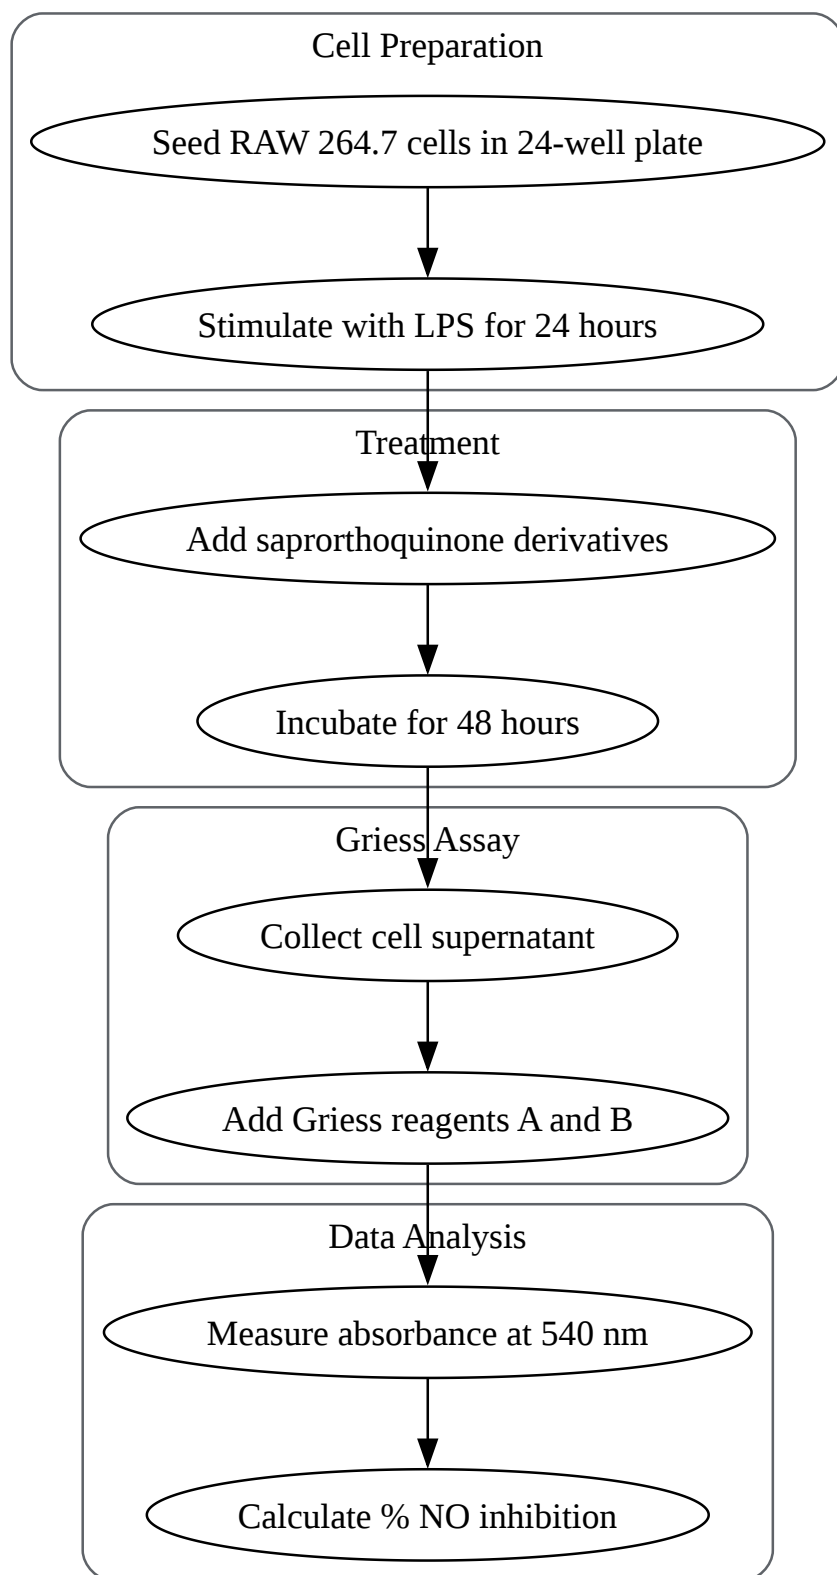 Cell Preparation
Seed RAW 264.7 cells in 24-well plate
Stimulate with LPS for 24 hours
Treatment
Add saprorthoquinone derivatives
Incubate for 48 hours
Griess Assay
Collect cell supernatant
Add Griess reagents A and B
Data Analysis
Measure absorbance at 540 nm
Calculate % NO inhibition